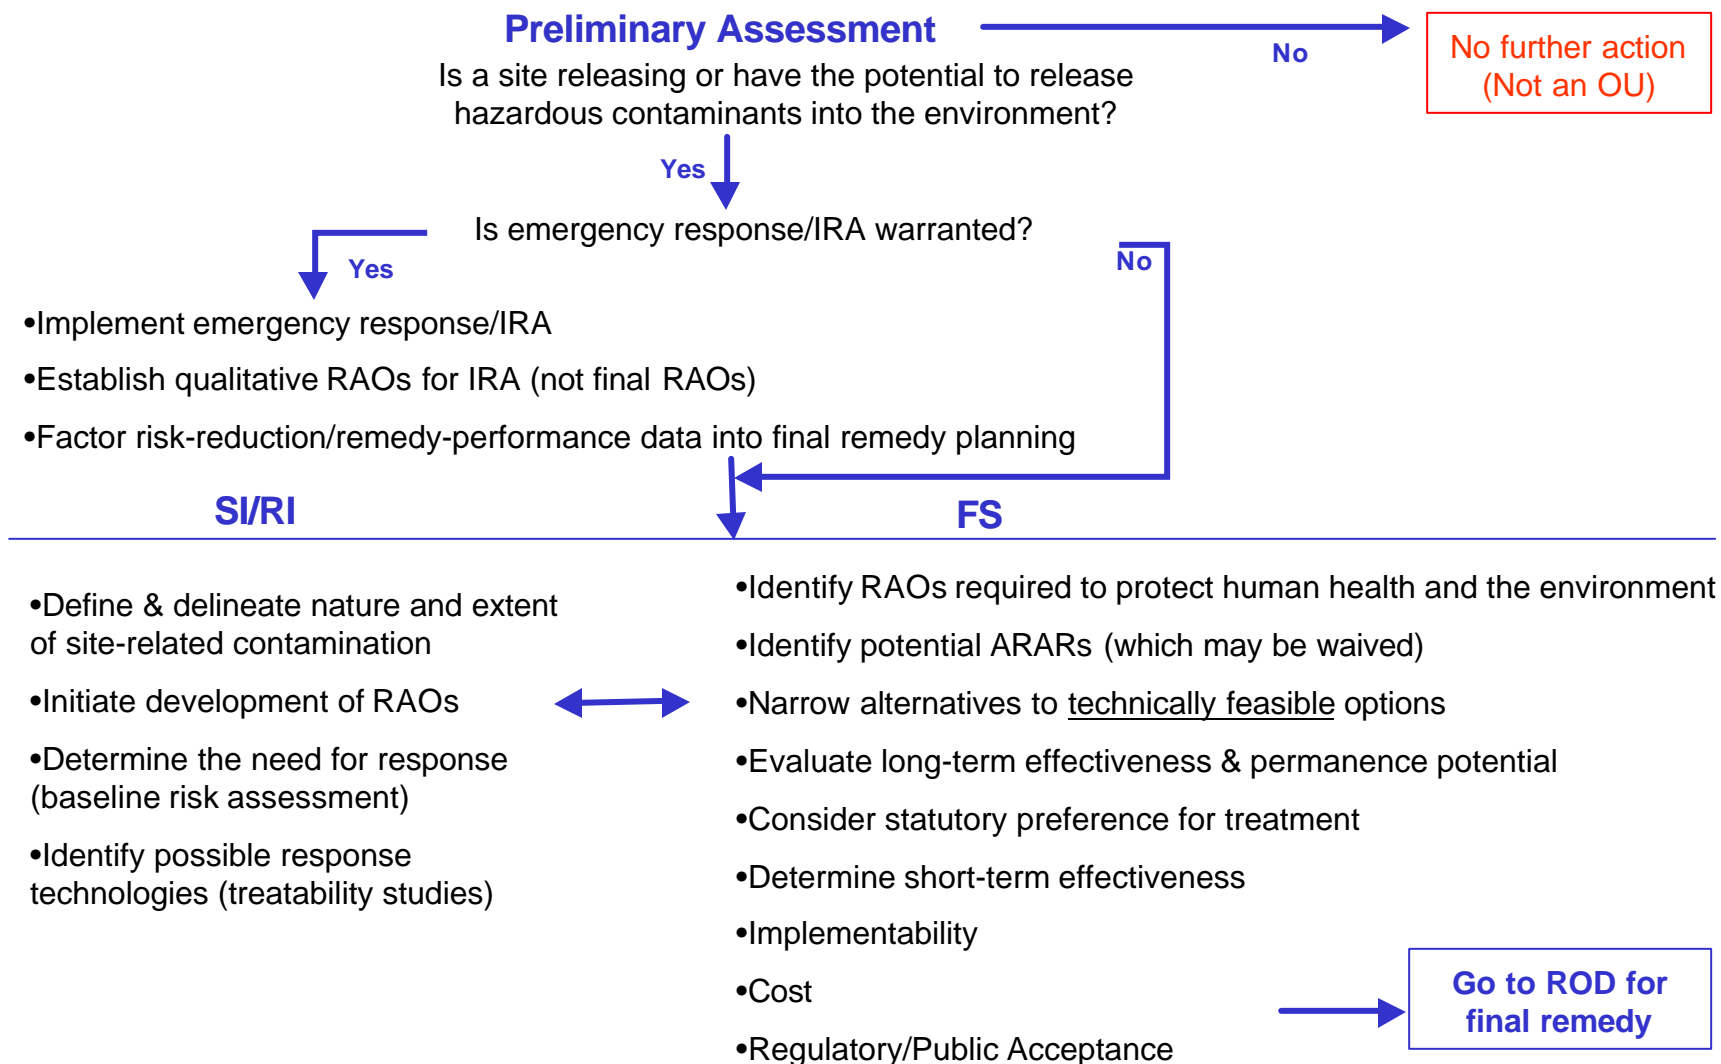 Preliminary Assessment
No
No further action
(Not an OU)
Is a site releasing or have the potential to release
hazardous contaminants into the environment?
Yes
Is emergency response/IRA warranted?
Yes
No
•Implement emergency response/IRA
•Establish qualitative RAOs for IRA (not final RAOs)
•Factor risk-reduction/remedy-performance data into final remedy planning
SI/RI
•Define & delineate nature and extent
of site-related contamination
•Initiate development of RAOs
•Determine the need for response
(baseline risk assessment)
•Identify possible response
technologies (treatability studies)
FS
•Identify RAOs required to protect human health and the environment
•Identify potential ARARs (which may be waived)
•Narrow alternatives to technically feasible options
•Evaluate long-term effectiveness & permanence potential
•Consider statutory preference for treatment
•Determine short-term effectiveness
•Implementability
•Cost
•Regulatory/Public Acceptance
Go to ROD for
final remedy